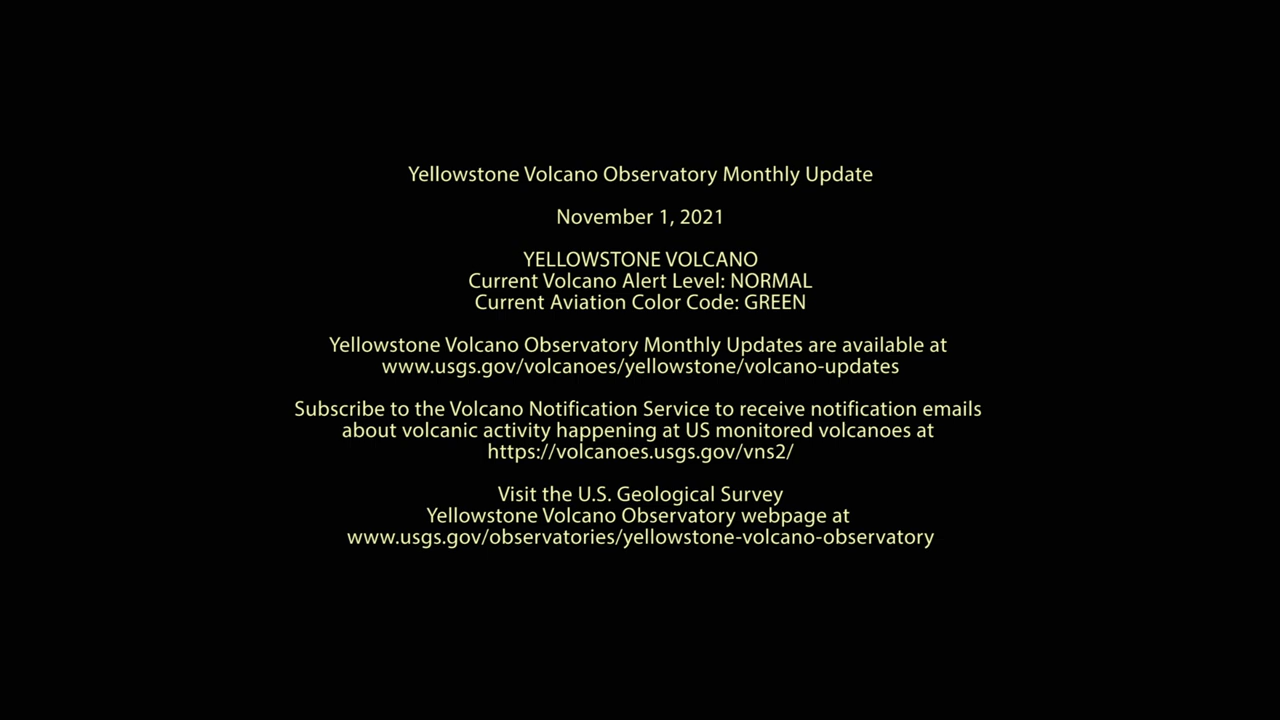 Yellowstone Volcano Observatory Monthly Update
November 1, 2021
YELLOWSTONE VOLCANO
Current Volcano Alert Level: NORMAL
Current Aviation Color Code: GREEN
Yellowstone Volcano Observatory Monthly Updates are available at
www.usgs.gov/volcanoes/yellowstone/volcano-updates
Subscribe to the Volcano Notification Service to receive notification emails
about volcanic activity happening at US monitored volcanoes at
https://volcanoes.usgs.gov/vns2/
Visit the U.S. Geological Survey
Yellowstone Volcano Observatory webpage at
www.usgs.gov/observatories/yellowstone-volcano-observatory